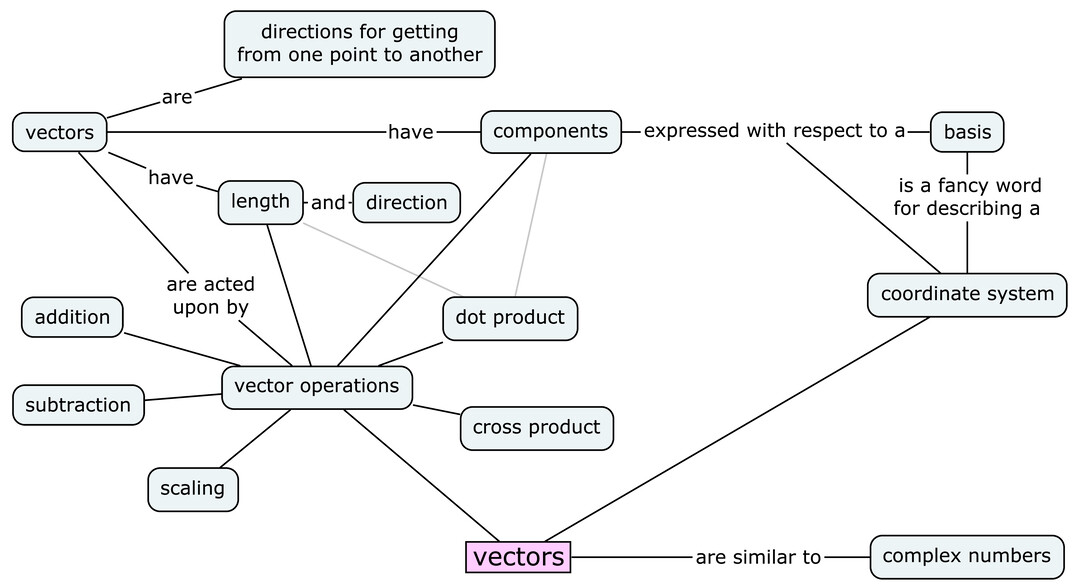 directions for getting
from one point to another
are
vectors
have
components
expressed with respect to a
basis
have
length
and
direction
is a fancy word
for describing a
are acted
upon by
addition
dot product
coordinate system
vector operations
subtraction
cross product
scaling
vectors
are similar to
complex numbers